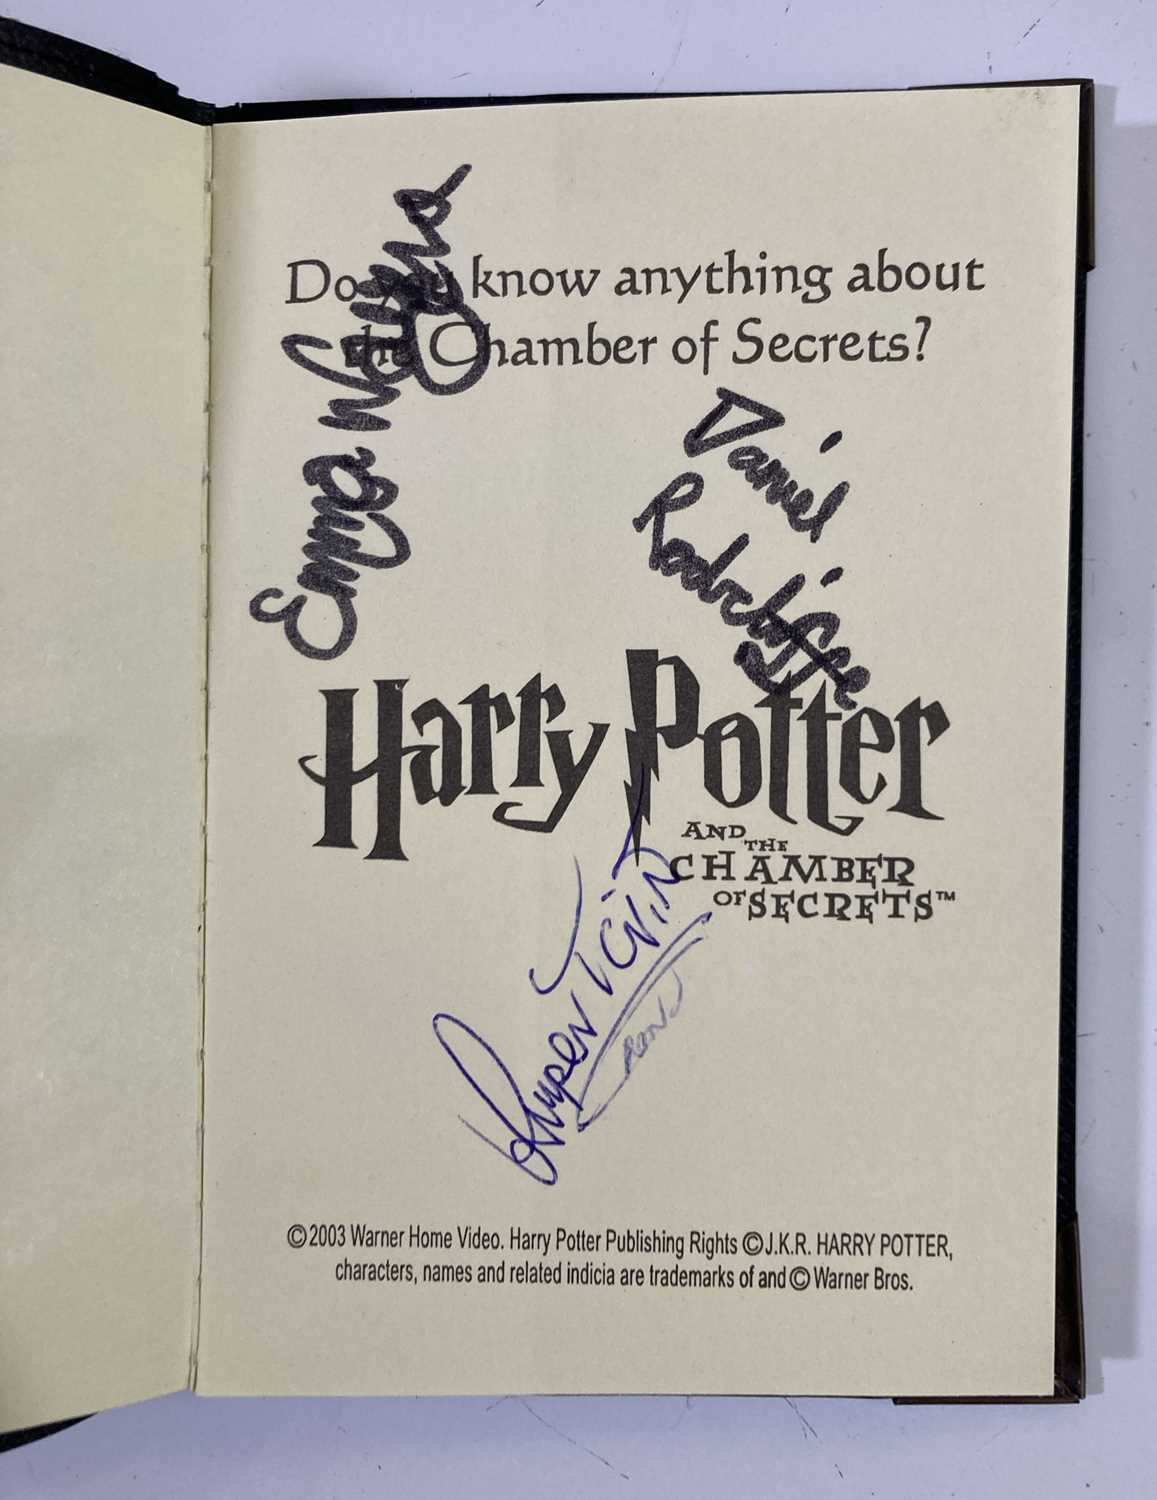 Do you know anything about
the Chamber of Secrets?
Emma Watson
Daniel
Radcliffe
Harry Potter
AND
THE
CHAMBER
OF SECRETS™
Rupert Grint
Ron
©2003 Warner Home Video. Harry Potter Publishing Rights ©J.K.R. HARRY POTTER,
characters, names and related indicia are trademarks of and © Warner Bros.